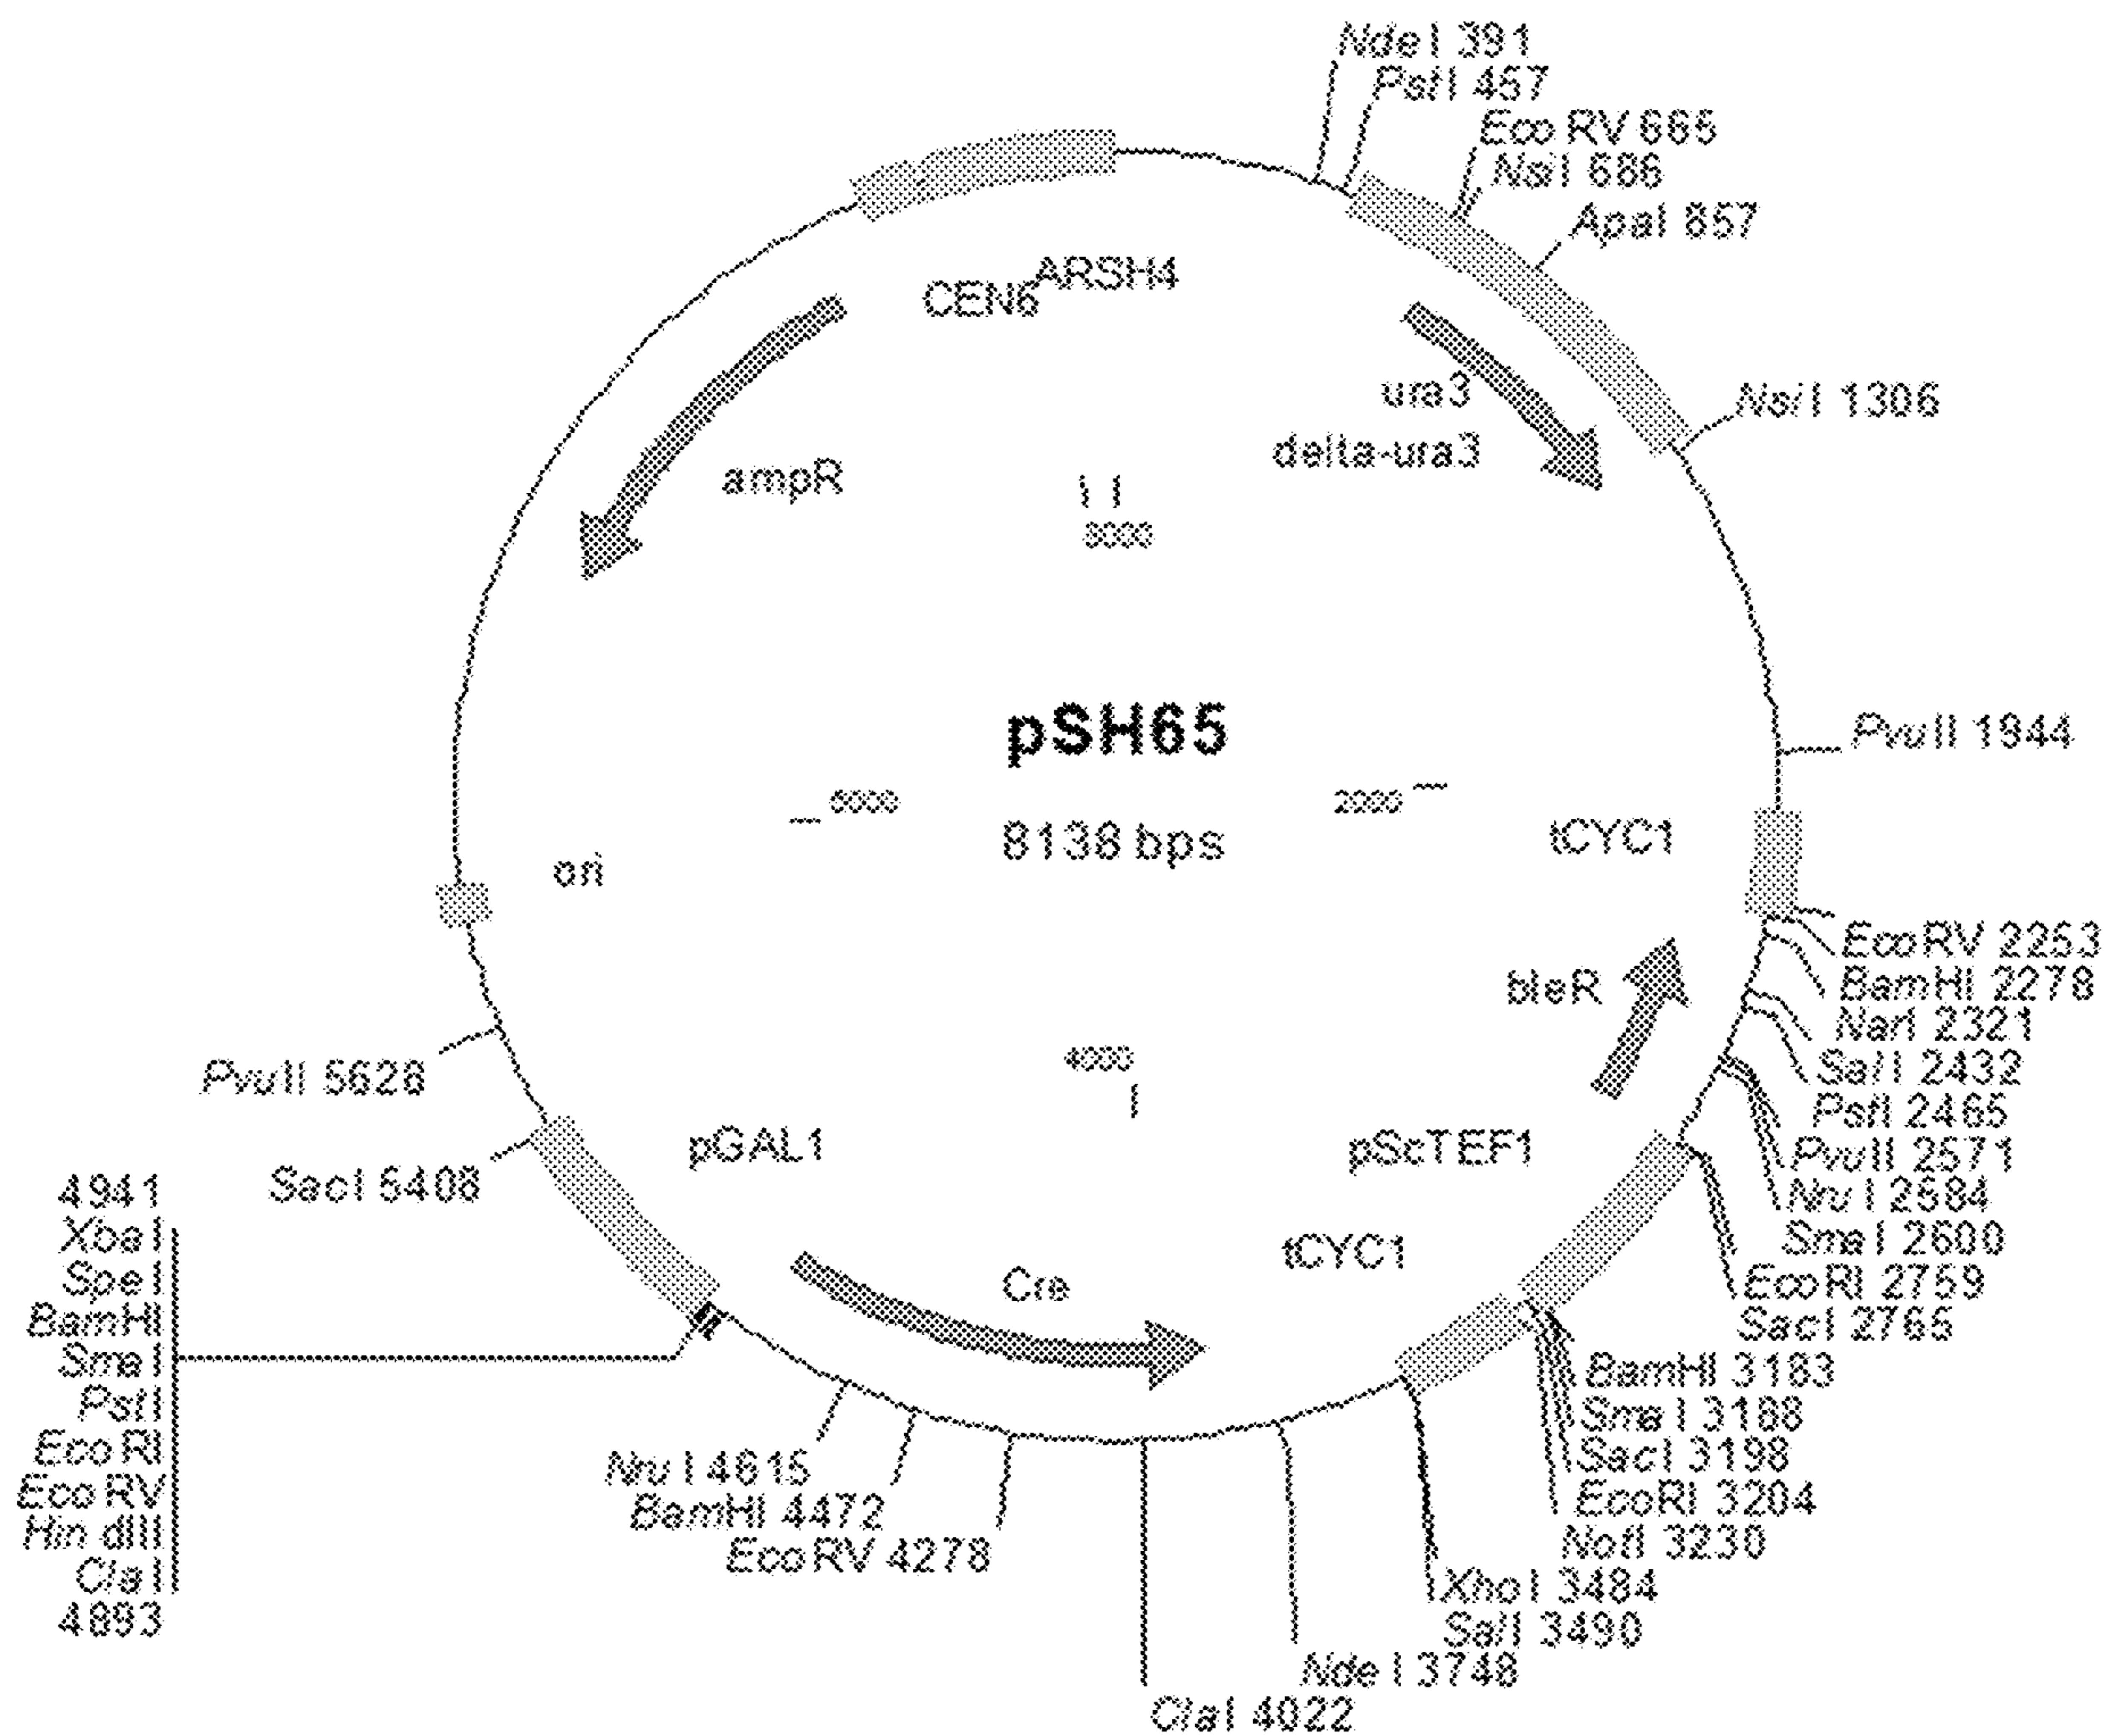 NdeI 391
PstI 457
EcoRV 665
NsiI 686
ApaI 857
ARSH4
CEN6
ura3
NsiI 1306
delta-ura3
ampR
8000
pSH65
PvuII 1944
6000
2000
8138 bps
tCYC1
ori
EcoRV 2253
bleR
BamHI 2278
NarI 2321
4000
SalI 2432
PvuII 5628
PstI 2465
pGAL1
pScTEF1
PvuII 2571
SacI 5408
4941
NruI 2584
XbaI
SmaI 2600
tCYC1
SpeI
Cre
EcoRI 2759
BamHI
SacI 2765
SmaI
BamHI 3183
PstI
SmaI 3188
EcoRI
NruI 4615
SacI 3198
EcoRV
BamHI 4472
EcoRI 3204
HindIII
EcoRV 4278
NotI 3230
ClaI
XhoI 3484
4893
SalI 3490
NdeI 3748
ClaI 4022